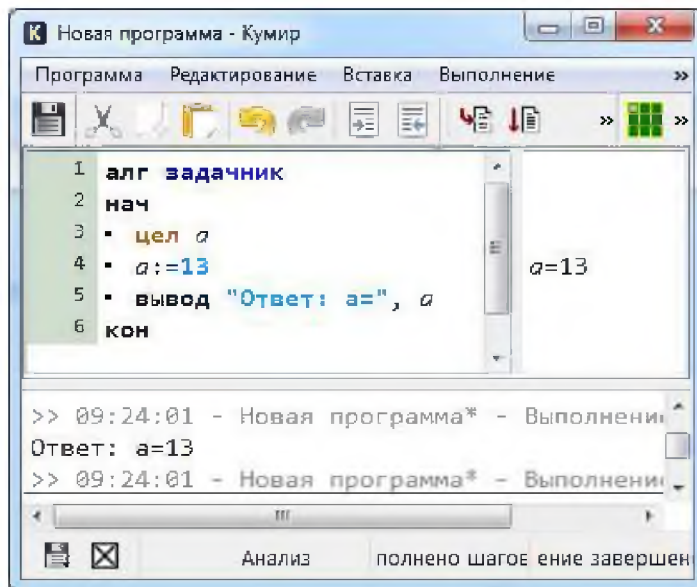 Новая программа - Кумир
Программа Редактирование Вставка Выполнение »
» »
1 алг задачник
2 нач
3 ▪ цел a
4 ▪ a:=13 a=13
5 ▪ вывод "Ответ: a=", a
6 кон
>> 09:24:01 - Новая программа* - Выполнени
Ответ: a=13
>> 09:24:01 - Новая программа* - Выполнени
Анализ полнено шагов ение завершен